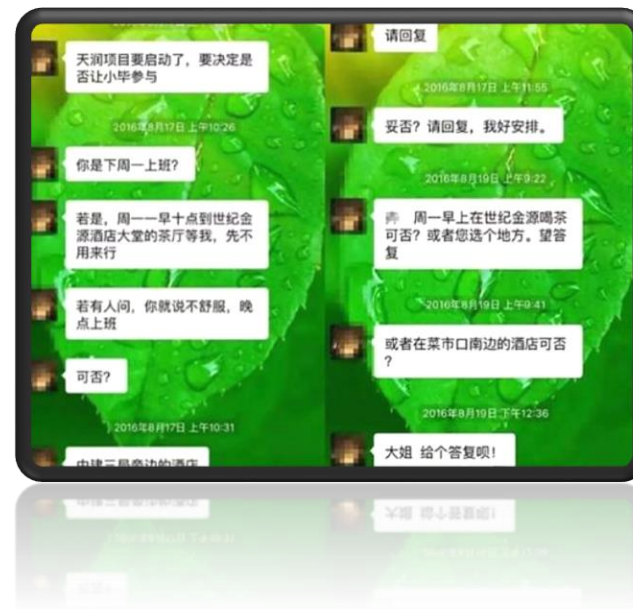 天润项目要启动了，要决定是
否让小毕参与
2016年8月17日 上午10:26
你是下周一上班？
若是，周一一早十点到世纪金
源酒店大堂的茶厅等我，先不
用来行
若有人问，你就说不舒服，晚
点上班
可否？
2016年8月17日 上午10:31
中建三局旁边的酒店
请回复
2016年8月17日 上午11:55
妥否？请回复，我好安排。
2016年8月19日 上午9:22
周一早上在世纪金源喝茶
可否？或者您选个地方。望答
复
2016年8月19日 上午9:41
或者在菜市口南边的酒店可否
？
2016年8月19日 下午12:36
大姐 给个答复呗！